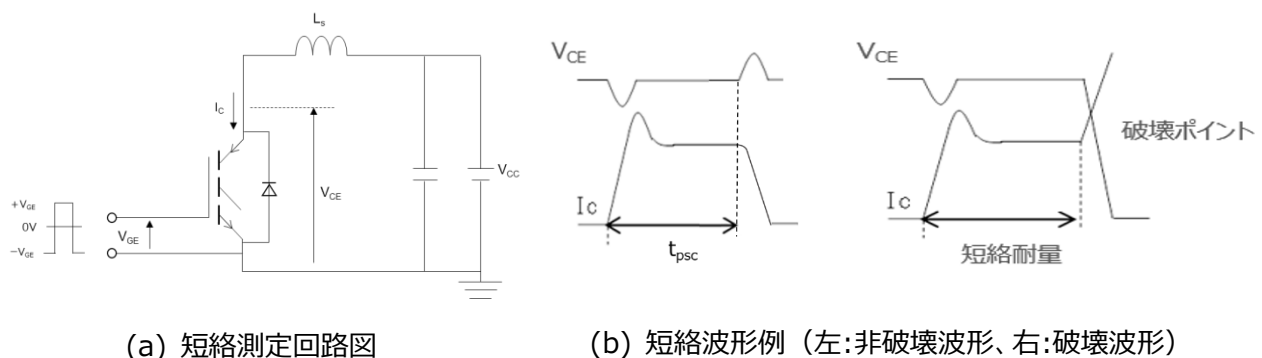 Ls
IC
+VGE
0V
−VGE
VGE
VCE
VCC
(a) 短絡測定回路図
VCE
Ic
tpsc
VCE
破壊ポイント
Ic
短絡耐量
(b) 短絡波形例（左:非破壊波形、右:破壊波形）